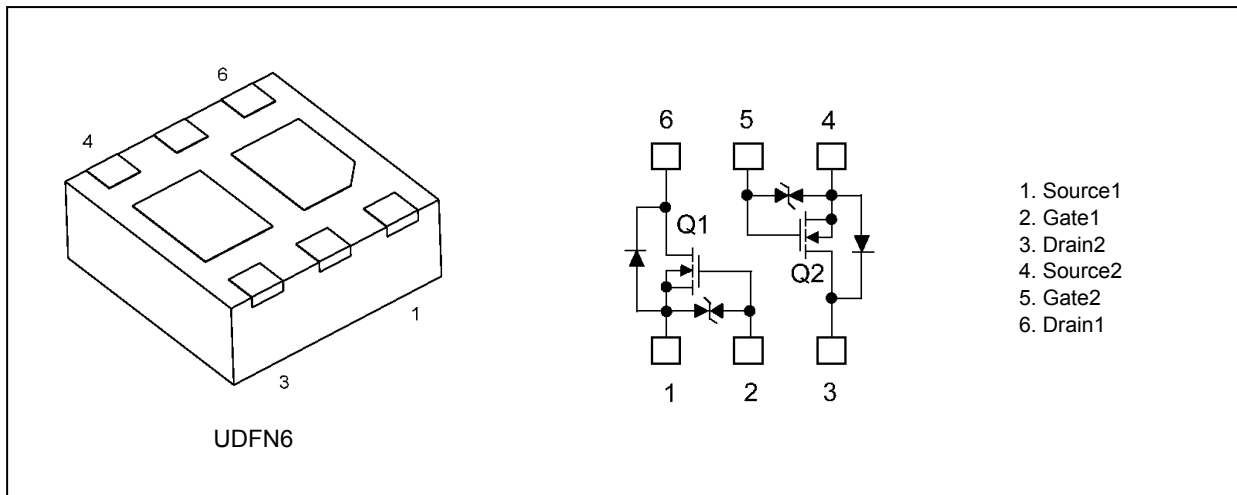 6
4
1
3
UDFN6
6 5 4
Q1
Q2
1 2 3
1. Source1
2. Gate1
3. Drain2
4. Source2
5. Gate2
6. Drain1